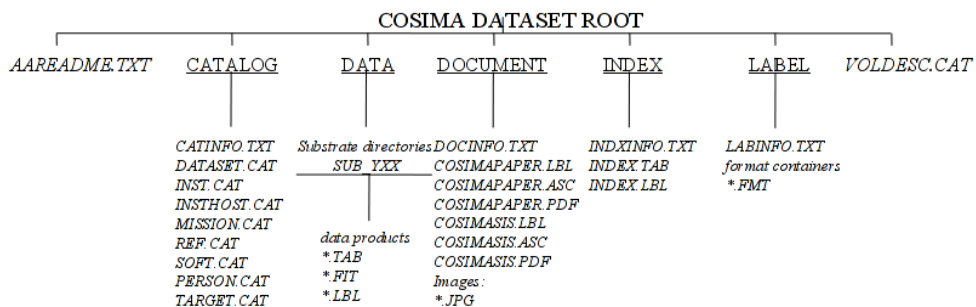 COSIMA DATASET ROOT
AAREADME.TXT CATALOG DATA DOCUMENT INDEX LABEL VOLDESC.CAT
CATINFO.TXT
DATASET.CAT
INST.CAT
INSTHOST.CAT
MISSION.CAT
REF.CAT
SOFT.CAT
PERSON.CAT
TARGET.CAT
Substrate directories
SUB_YXX
data products
*.TAB
*.FIT
*.LBL
DOCINFO.TXT
COSIMAPAPER.LBL
COSIMAPAPER.ASC
COSIMAPAPER.PDF
COSIMASIS.LBL
COSIMASIS.ASC
COSIMASIS.PDF
Images:
*.JPG
INDXINFO.TXT
INDEX.TAB
INDEX.LBL
LABINFO.TXT
format containers
*.FMT